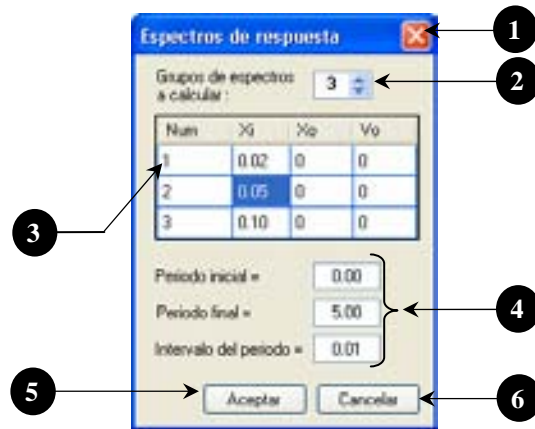 Espectros de respuesta
1
Grupos de espectros
a calcular :
3
2
Num Xi Xo Vo
1 0.02 0 0
2 0.05 0 0
3 0.10 0 0
3
Periodo inicial = 0.00
Periodo final = 5.00
4
Intervalo del periodo = 0.01
5
Aceptar Cancelar
6